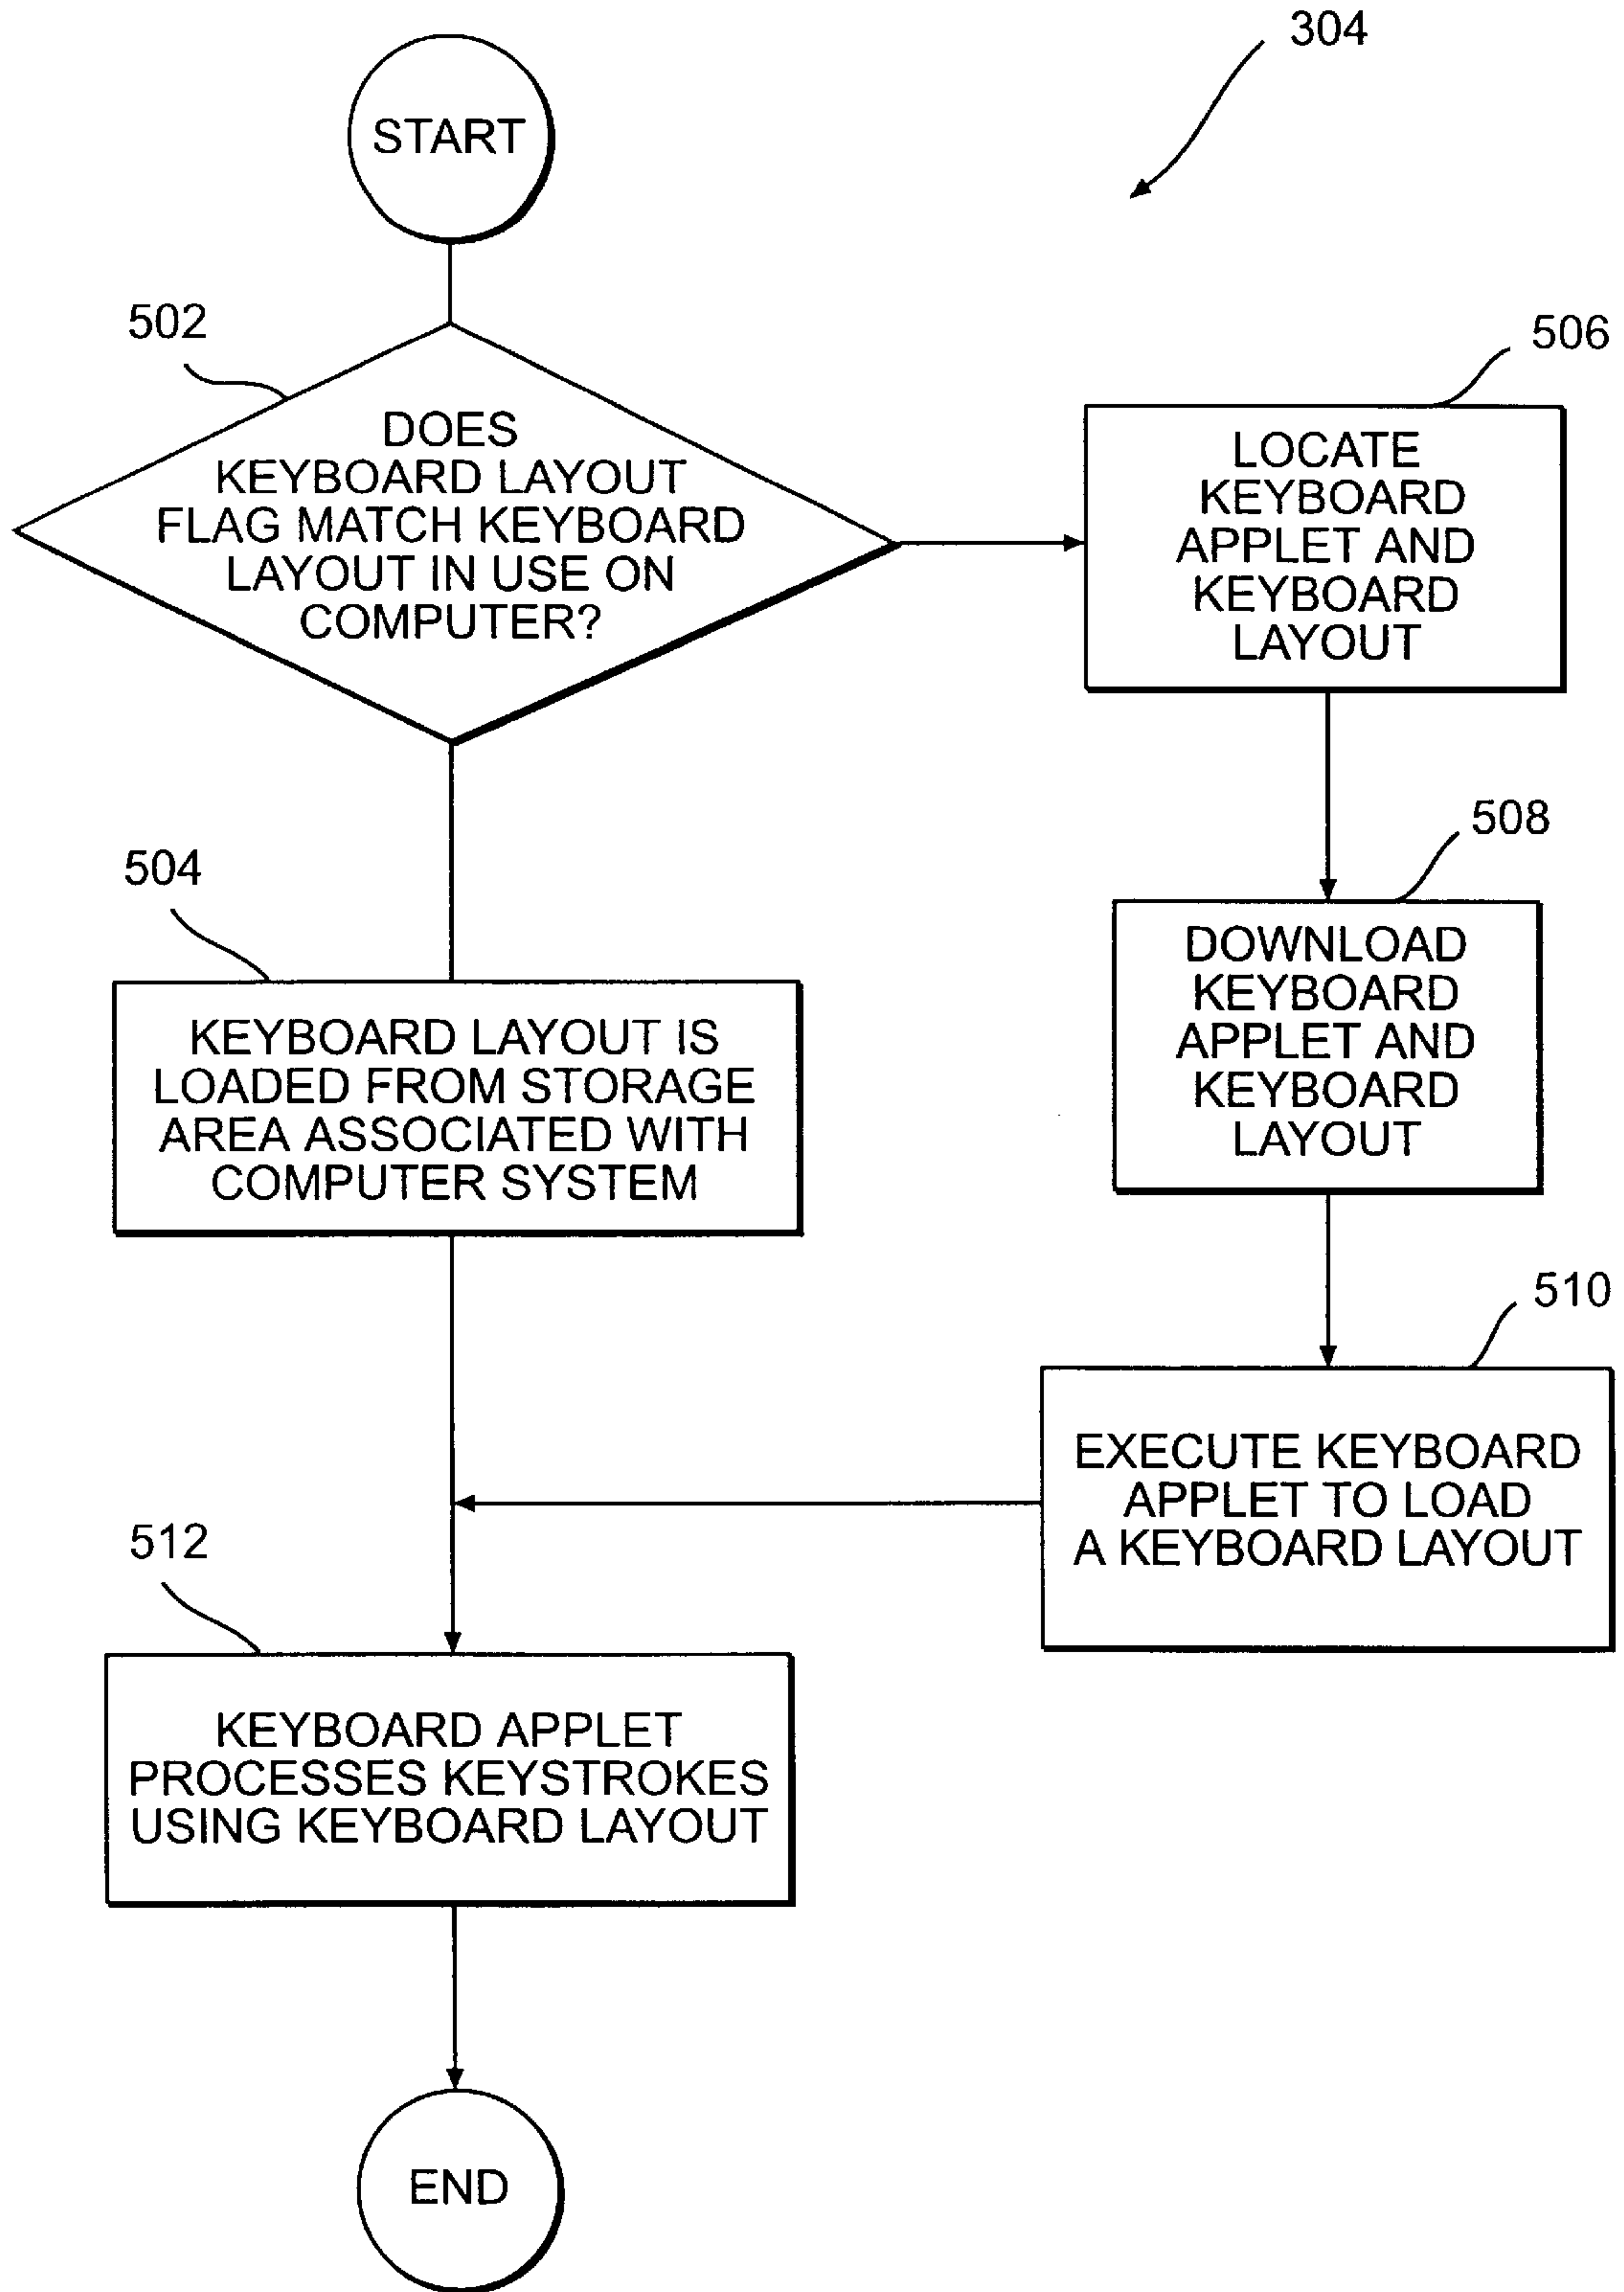 304
START
502
DOES
KEYBOARD LAYOUT
FLAG MATCH KEYBOARD
LAYOUT IN USE ON
COMPUTER?
506
LOCATE
KEYBOARD
APPLET AND
KEYBOARD
LAYOUT
508
DOWNLOAD
KEYBOARD
APPLET AND
KEYBOARD
LAYOUT
504
KEYBOARD LAYOUT IS
LOADED FROM STORAGE
AREA ASSOCIATED WITH
COMPUTER SYSTEM
510
EXECUTE KEYBOARD
APPLET TO LOAD
A KEYBOARD LAYOUT
512
KEYBOARD APPLET
PROCESSES KEYSTROKES
USING KEYBOARD LAYOUT
END